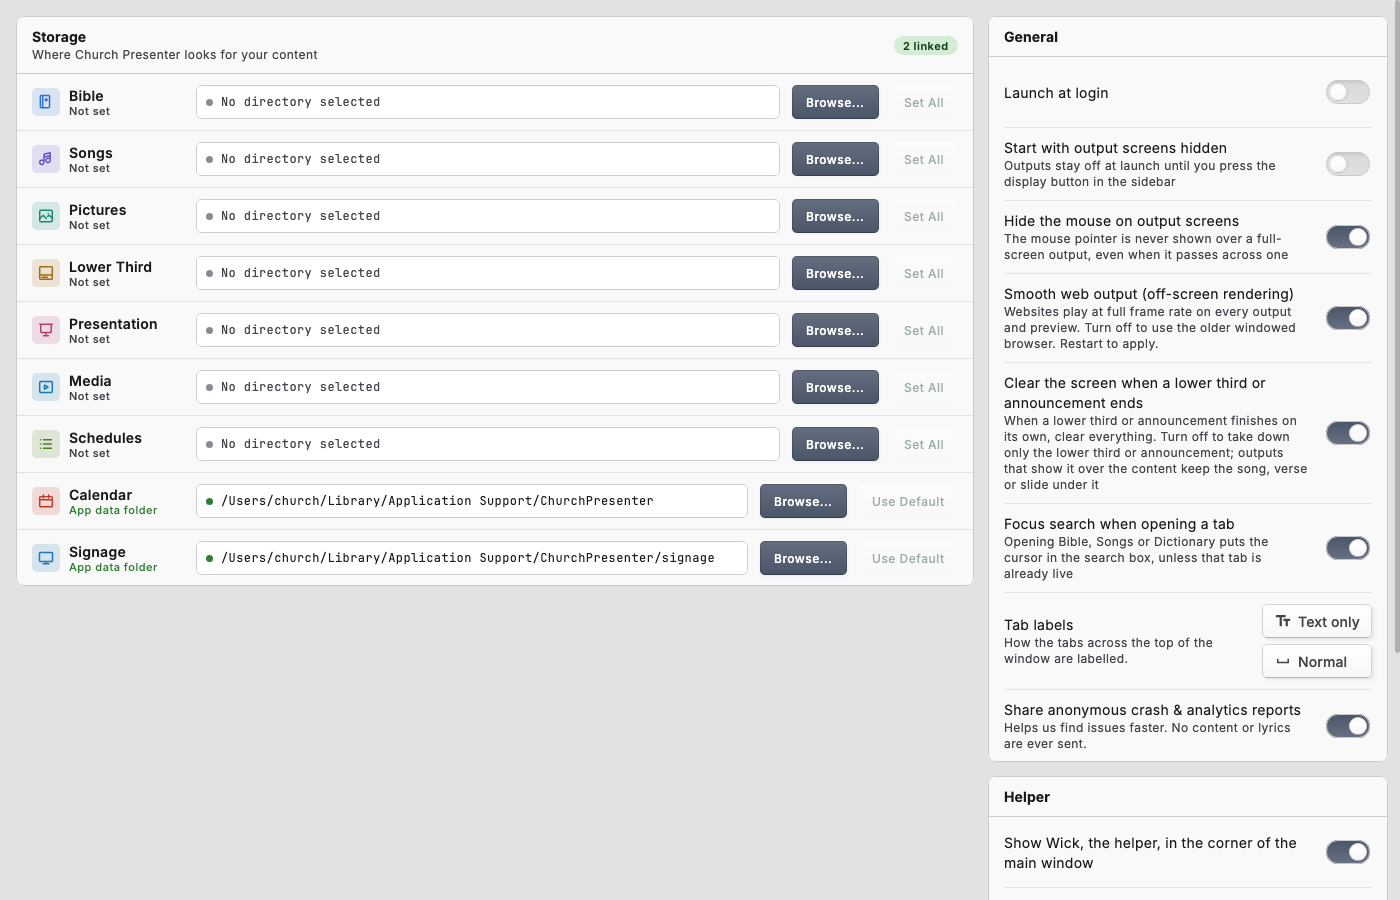 Storage
Where Church Presenter looks for your content
2 linked
Bible
Not set
No directory selected
Browse...
Set All
Songs
Not set
No directory selected
Browse...
Set All
Pictures
Not set
No directory selected
Browse...
Set All
Lower Third
Not set
No directory selected
Browse...
Set All
Presentation
Not set
No directory selected
Browse...
Set All
Media
Not set
No directory selected
Browse...
Set All
Schedules
Not set
No directory selected
Browse...
Set All
Calendar
App data folder
/Users/church/Library/Application Support/ChurchPresenter
Browse...
Use Default
Signage
App data folder
/Users/church/Library/Application Support/ChurchPresenter/signage
Browse...
Use Default
General
Launch at login
Start with output screens hidden
Outputs stay off at launch until you press the
display button in the sidebar
Hide the mouse on output screens
The mouse pointer is never shown over a full-
screen output, even when it passes across one
Smooth web output (off-screen rendering)
Websites play at full frame rate on every output
and preview. Turn off to use the older windowed
browser. Restart to apply.
Clear the screen when a lower third or
announcement ends
When a lower third or announcement finishes on
its own, clear everything. Turn off to take down
only the lower third or announcement; outputs
that show it over the content keep the song, verse
or slide under it
Focus search when opening a tab
Opening Bible, Songs or Dictionary puts the
cursor in the search box, unless that tab is
already live
Tab labels
How the tabs across the top of the
window are labelled.
Text only
Normal
Share anonymous crash & analytics reports
Helps us find issues faster. No content or lyrics
are ever sent.
Helper
Show Wick, the helper, in the corner of the
main window